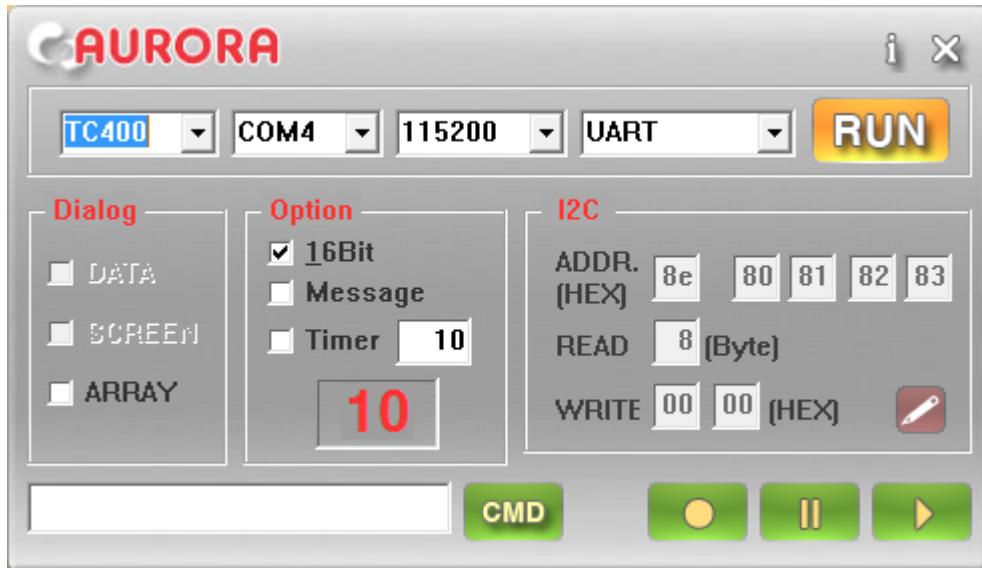 AURORA
TC400 COM4 115200 UART RUN
Dialog
DATA
SCREEN
ARRAY
Option
16Bit
Message
Timer 10
10
I2C
ADDR. (HEX) 8e 80 81 82 83
READ 8 (Byte)
WRITE 00 00 (HEX)
CMD